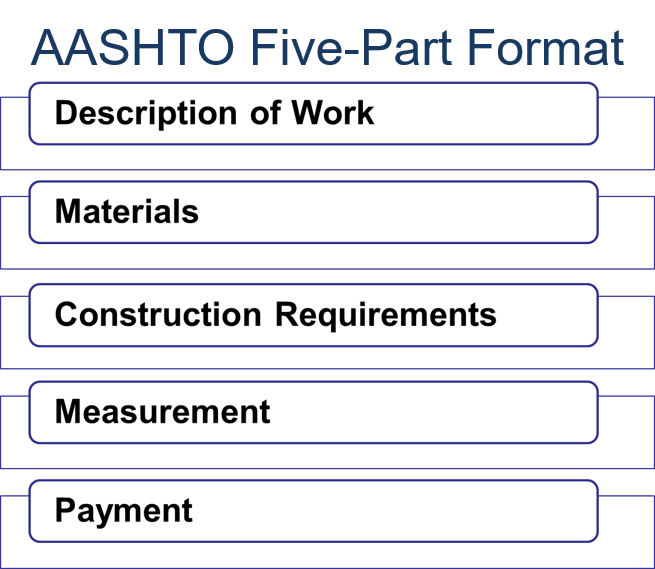 AASHTO Five-Part Format
Description of Work
Materials
Construction Requirements
Measurement
Payment